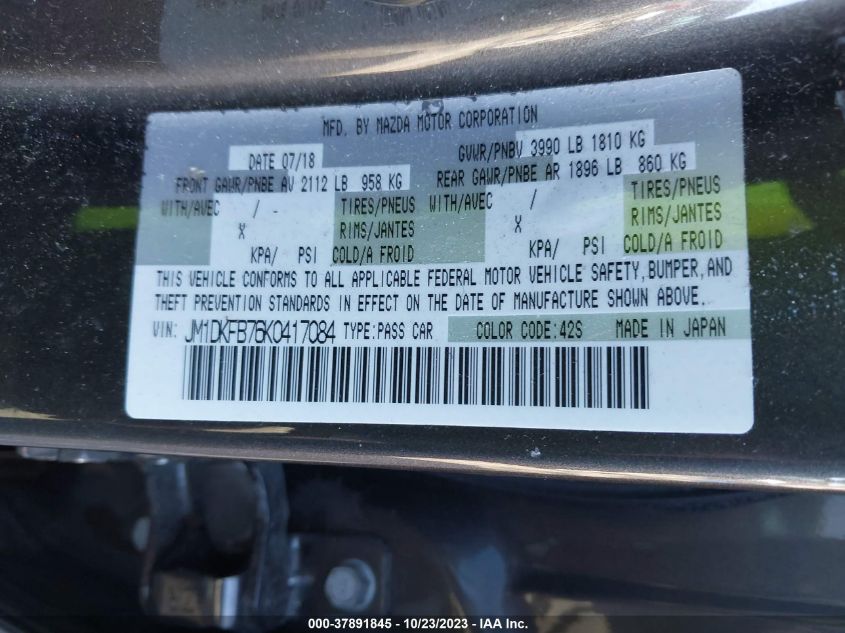 MFD. BY MAZDA MOTOR CORPORATION
DATE 07/18 GVWR/PNBV 3990 LB 1810 KG
FRONT GAWR/PNBE AV 2112 LB 958 KG REAR GAWR/PNBE AR 1896 LB 860 KG
WITH/AVEC / - TIRES/PNEUS WITH/AVEC / TIRES/PNEUS
X RIMS/JANTES X RIMS/JANTES
KPA/ PSI COLD/A FROID KPA/ PSI COLD/A FROID
THIS VEHICLE CONFORMS TO ALL APPLICABLE FEDERAL MOTOR VEHICLE SAFETY, BUMPER, AND
THEFT PREVENTION STANDARDS IN EFFECT ON THE DATE OF MANUFACTURE SHOWN ABOVE.
VIN: JM1DKFB76K0417084 TYPE:PASS CAR COLOR CODE:42S MADE IN JAPAN
000-37891845 - 10/23/2023 - IAA Inc.